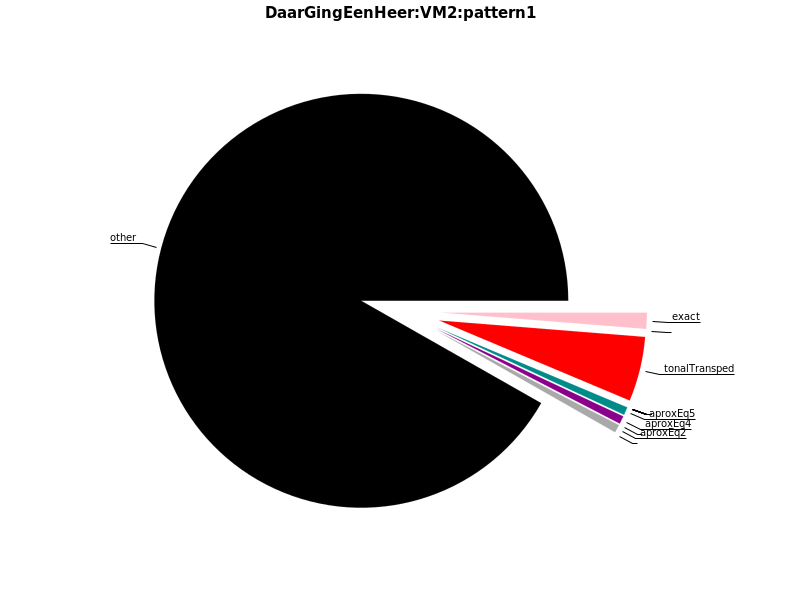 DaarGingEenHeer:VM2:pattern1
other
exact
tonalTransped
aproxEq5
aproxEq4
aproxEq2